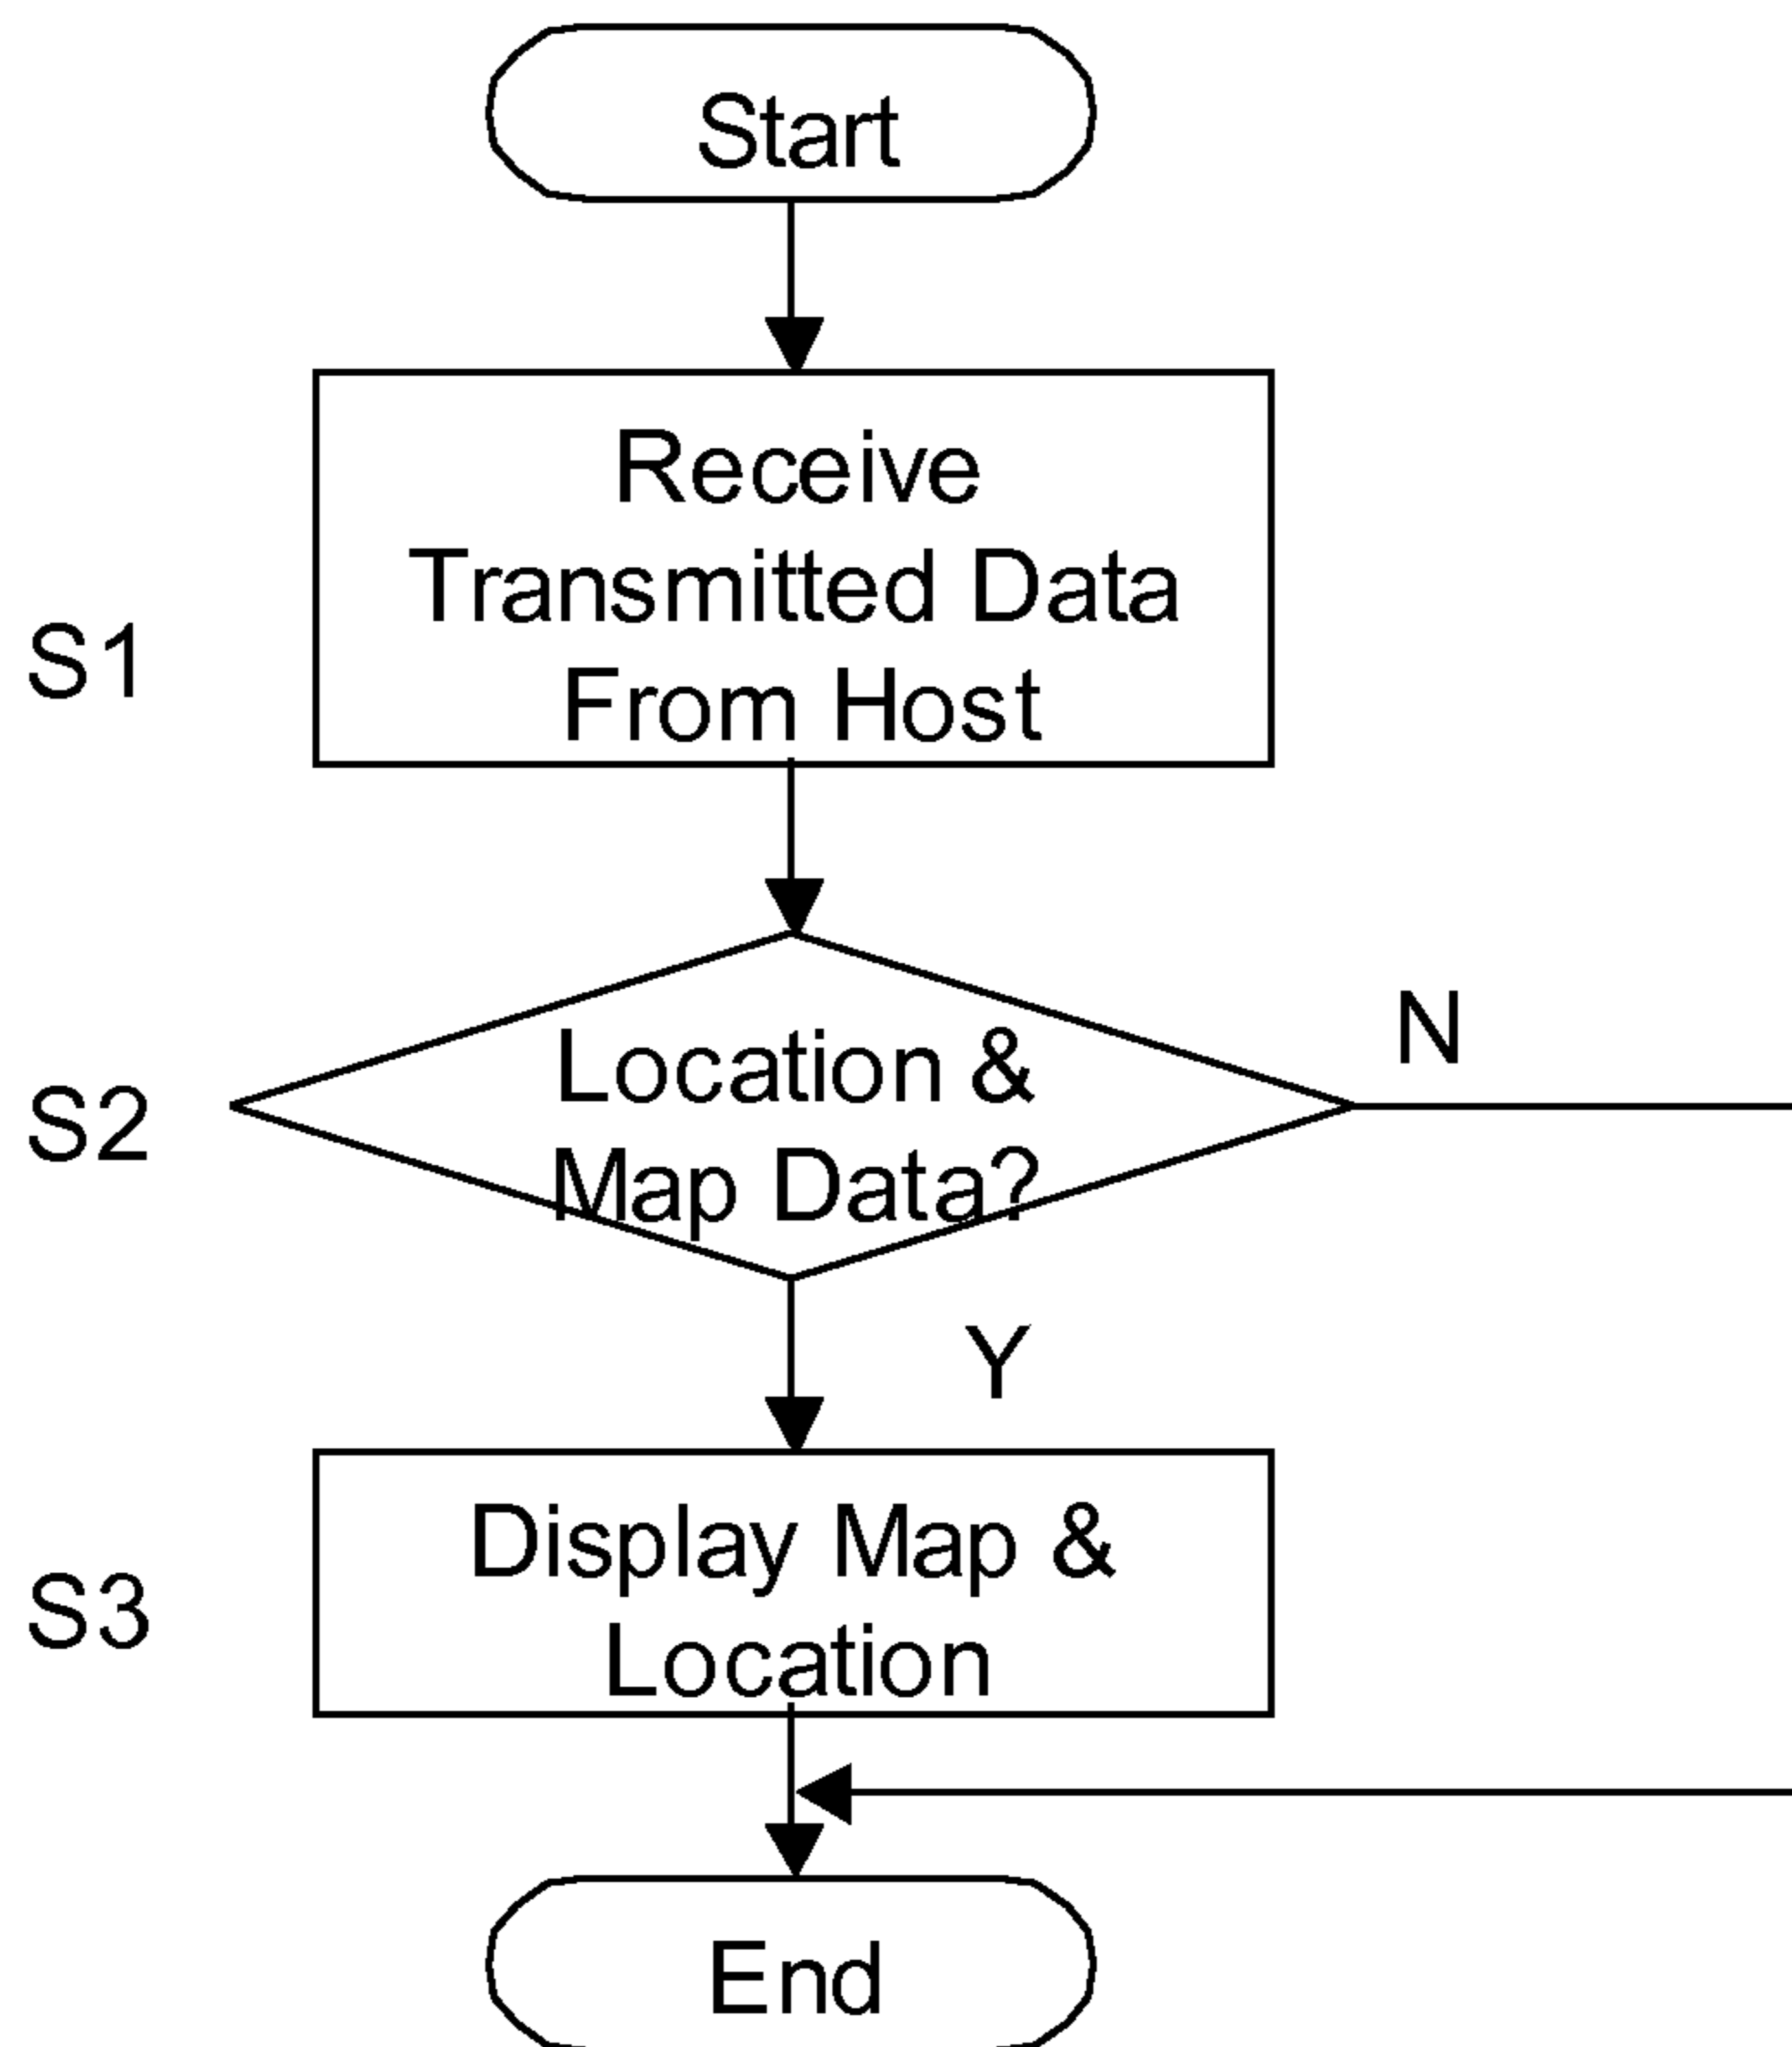 Start
Receive
Transmitted Data
From Host
S1
Location &
Map Data?
N
S2
Y
Display Map &
Location
S3
End